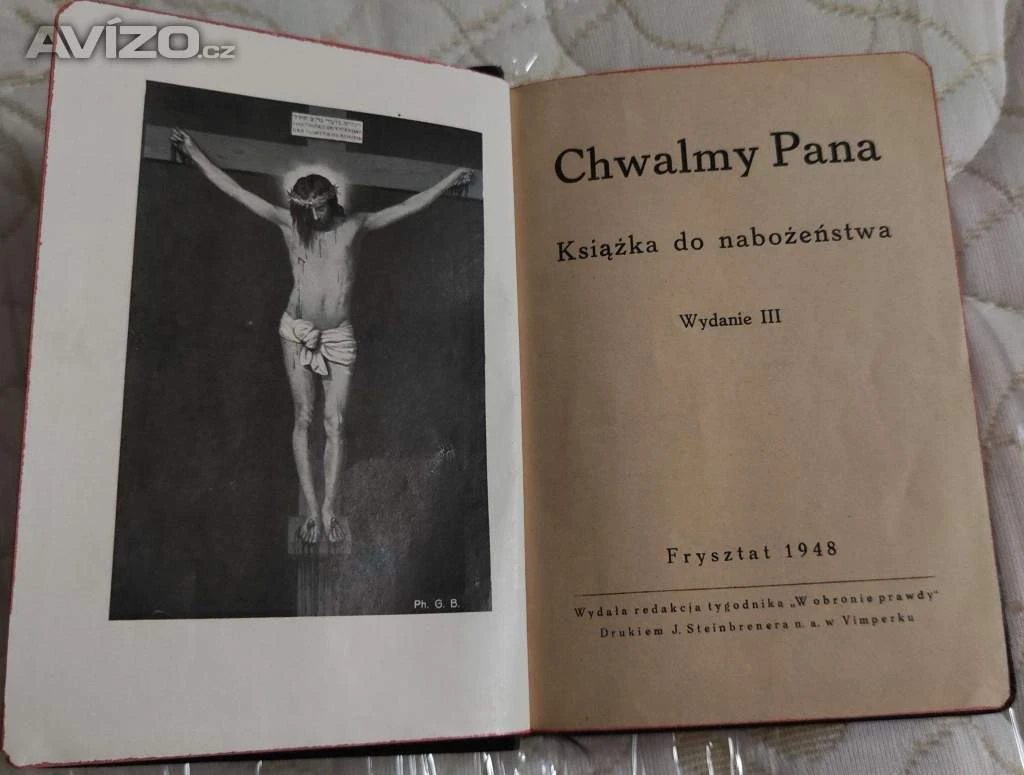 AVÍZO.cz
Ph. G. B.
Chwalmy Pana
Książka do nabożeństwa
Wydanie III
Frysztat 1948
Wydała redakcja tygodnika „W obronie prawdy"
Drukiem J. Steinbrenera n. a. w Vimperku